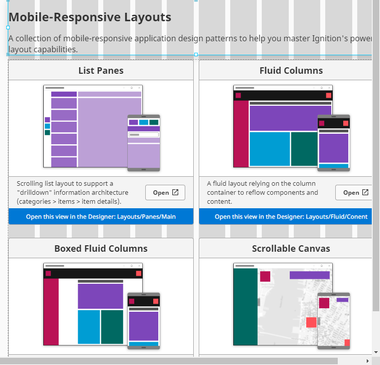 Mobile-Responsive Layouts
A collection of mobile-responsive application design patterns to help you master Ignition's power
layout capabilities.
List Panes
Fluid Columns
Scrolling list layout to support a
"drilldown" information architecture
(categories > items > item details).
Open
A fluid layout relying on the column
container to reflow components and
content.
Open
Open this view in the Designer: Layouts/Panes/Main
Open this view in the Designer: Layouts/Fluid/Conent
Boxed Fluid Columns
Scrollable Canvas